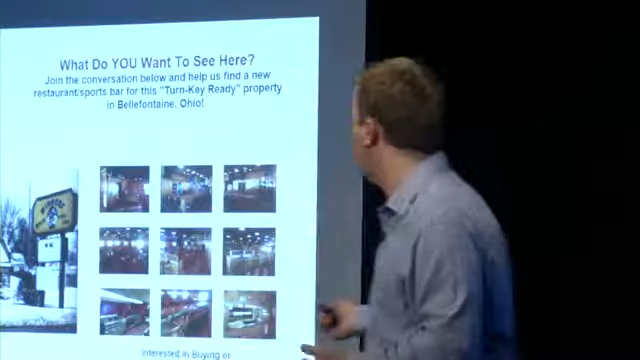 What Do YOU Want To See Here?
Join the conversation below and help us find a new
restaurant/sports bar for this "Turn-Key Ready" property
in Bellefontaine, Ohio!
Interested in Buying or